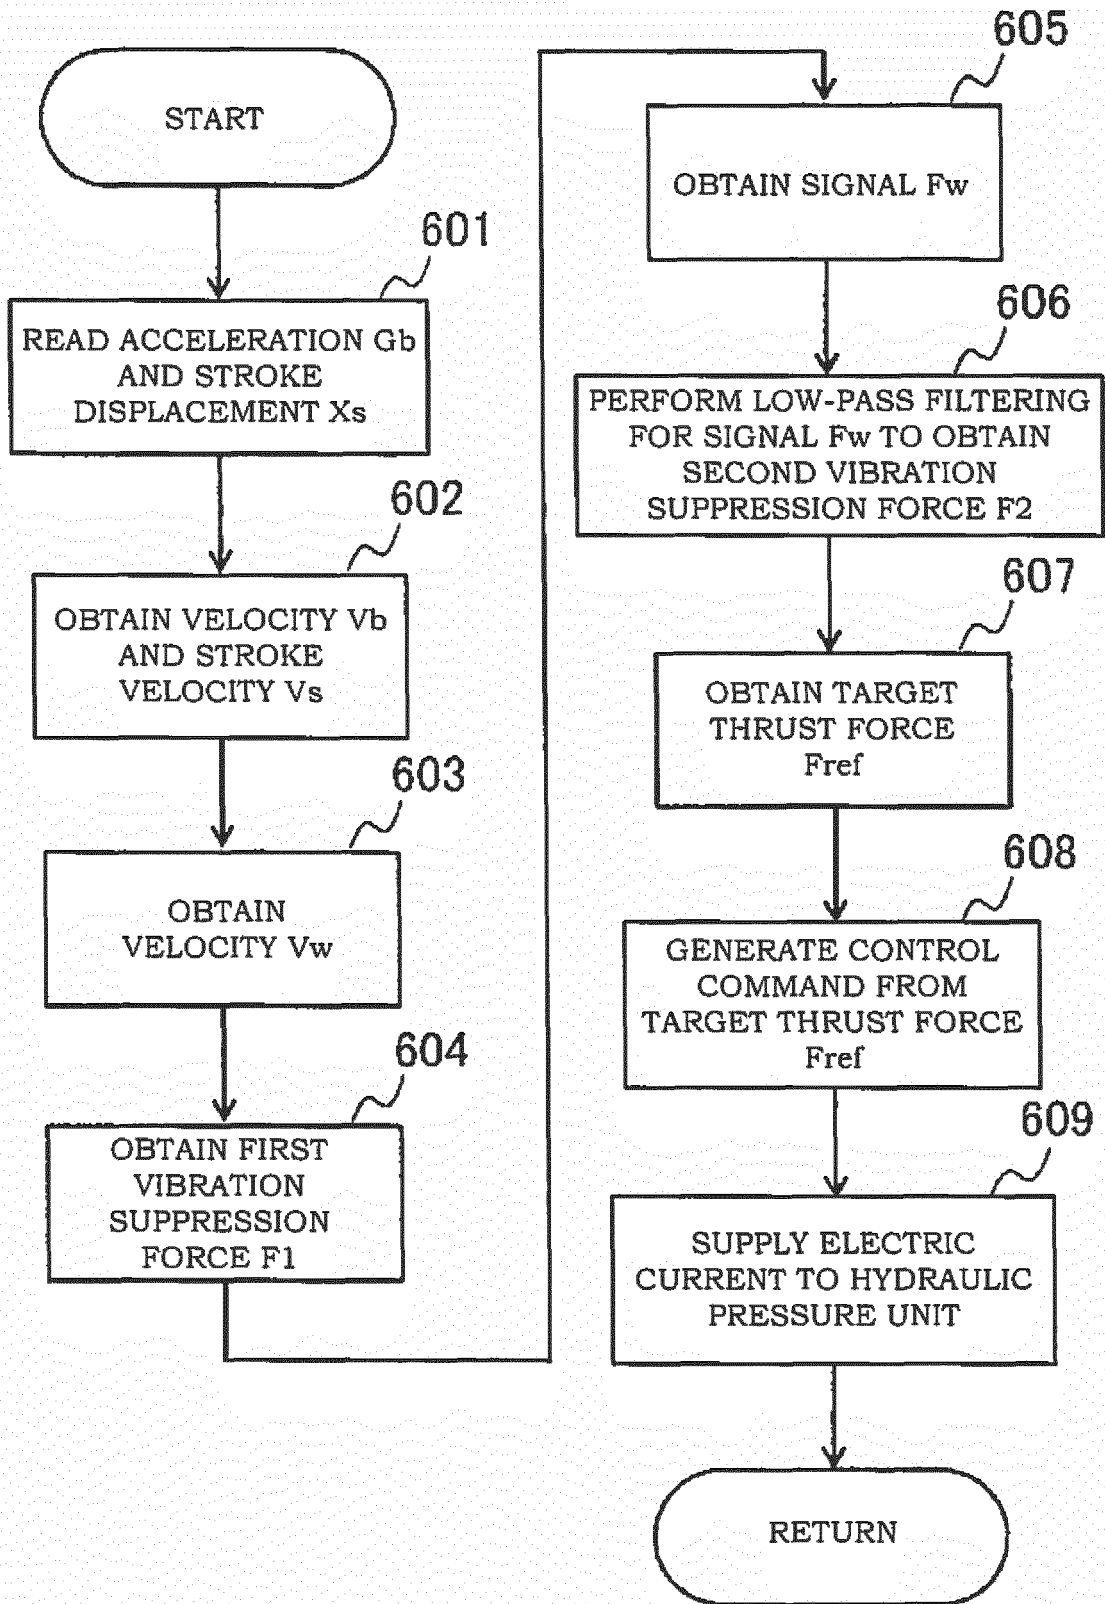 START
601
READ ACCELERATION Gb
AND STROKE
DISPLACEMENT Xs
602
OBTAIN VELOCITY Vb
AND STROKE
VELOCITY Vs
603
OBTAIN
VELOCITY Vw
604
OBTAIN FIRST
VIBRATION
SUPPRESSION
FORCE F1
605
OBTAIN SIGNAL Fw
606
PERFORM LOW-PASS FILTERING
FOR SIGNAL Fw TO OBTAIN
SECOND VIBRATION
SUPPRESSION FORCE F2
607
OBTAIN TARGET
THRUST FORCE
Fref
608
GENERATE CONTROL
COMMAND FROM
TARGET THRUST FORCE
Fref
609
SUPPLY ELECTRIC
CURRENT TO HYDRAULIC
PRESSURE UNIT
RETURN